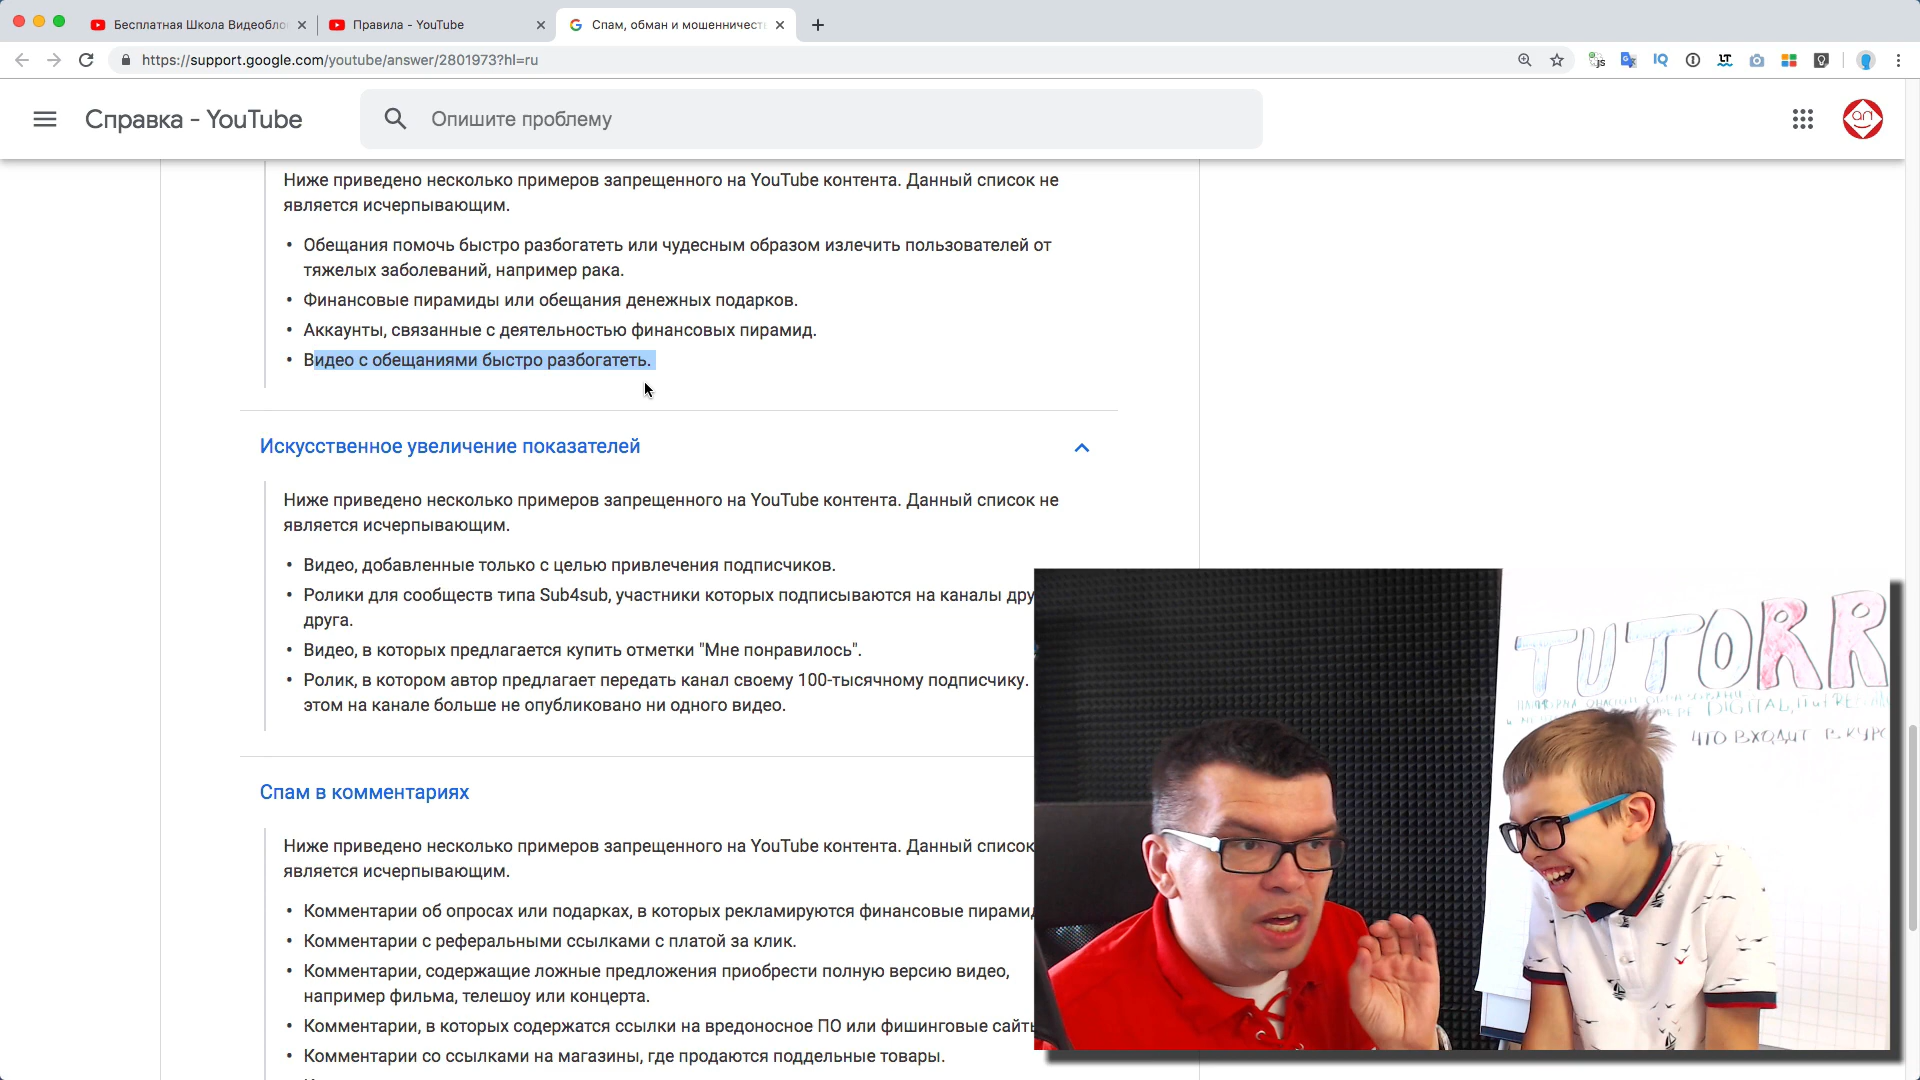 Бесплатная Школа Видеобло
Правила - YouTube
Спам, обман и мошенничест
https://support.google.com/youtube/answer/2801973?hl=ru
Справка - YouTube
Опишите проблему
Ниже приведено несколько примеров запрещенного на YouTube контента. Данный список не
является исчерпывающим.
• Обещания помочь быстро разбогатеть или чудесным образом излечить пользователей от
тяжелых заболеваний, например рака.
• Финансовые пирамиды или обещания денежных подарков.
• Аккаунты, связанные с деятельностью финансовых пирамид.
• Видео с обещаниями быстро разбогатеть.
Искусственное увеличение показателей
Ниже приведено несколько примеров запрещенного на YouTube контента. Данный список не
является исчерпывающим.
• Видео, добавленные только с целью привлечения подписчиков.
• Ролики для сообществ типа Sub4sub, участники которых подписываются на каналы дру
друга.
• Видео, в которых предлагается купить отметки "Мне понравилось".
• Ролик, в котором автор предлагает передать канал своему 100-тысячному подписчику.
этом на канале больше не опубликовано ни одного видео.
Спам в комментариях
Ниже приведено несколько примеров запрещенного на YouTube контента. Данный список
является исчерпывающим.
• Комментарии об опросах или подарках, в которых рекламируются финансовые пирами
• Комментарии с реферальными ссылками с платой за клик.
• Комментарии, содержащие ложные предложения приобрести полную версию видео,
например фильма, телешоу или концерта.
• Комментарии, в которых содержатся ссылки на вредоносное ПО или фишинговые сайты
• Комментарии со ссылками на магазины, где продаются поддельные товары.
TUTORR
DIGITAL, IT
ЧТО ВХОДИТ В КУРС